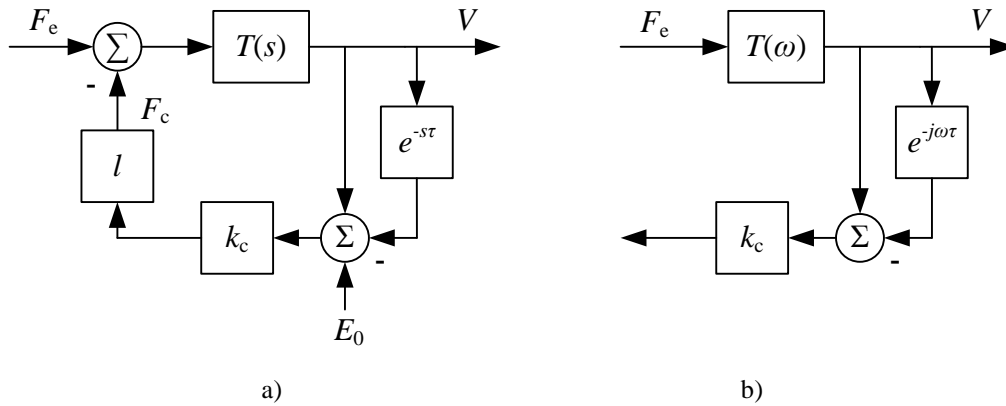 F_e Σ T(s) V
-
F_c
l
e^{-sτ}
k_c Σ
-
E_0
a)
F_e T(ω) V
e^{-jωτ}
k_c Σ
-
b)